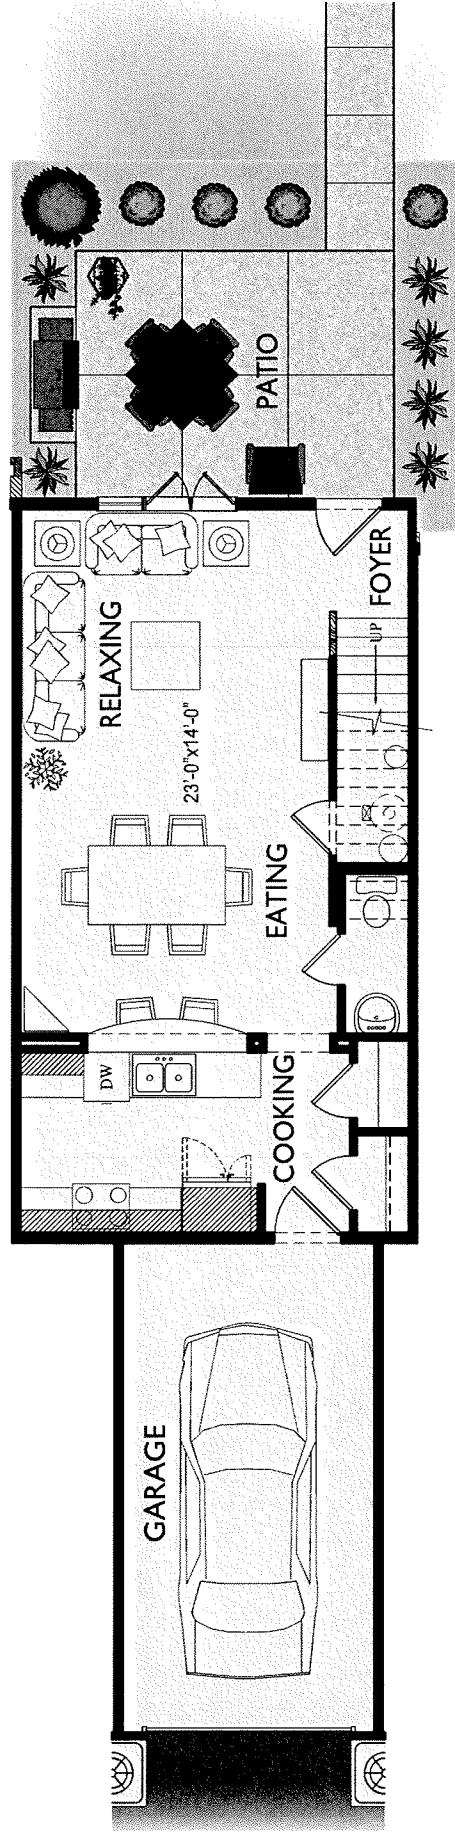 PATIO
FOYER
UP
RELAXING
23'-0"x14'-0"
EATING
DW
COOKING
GARAGE